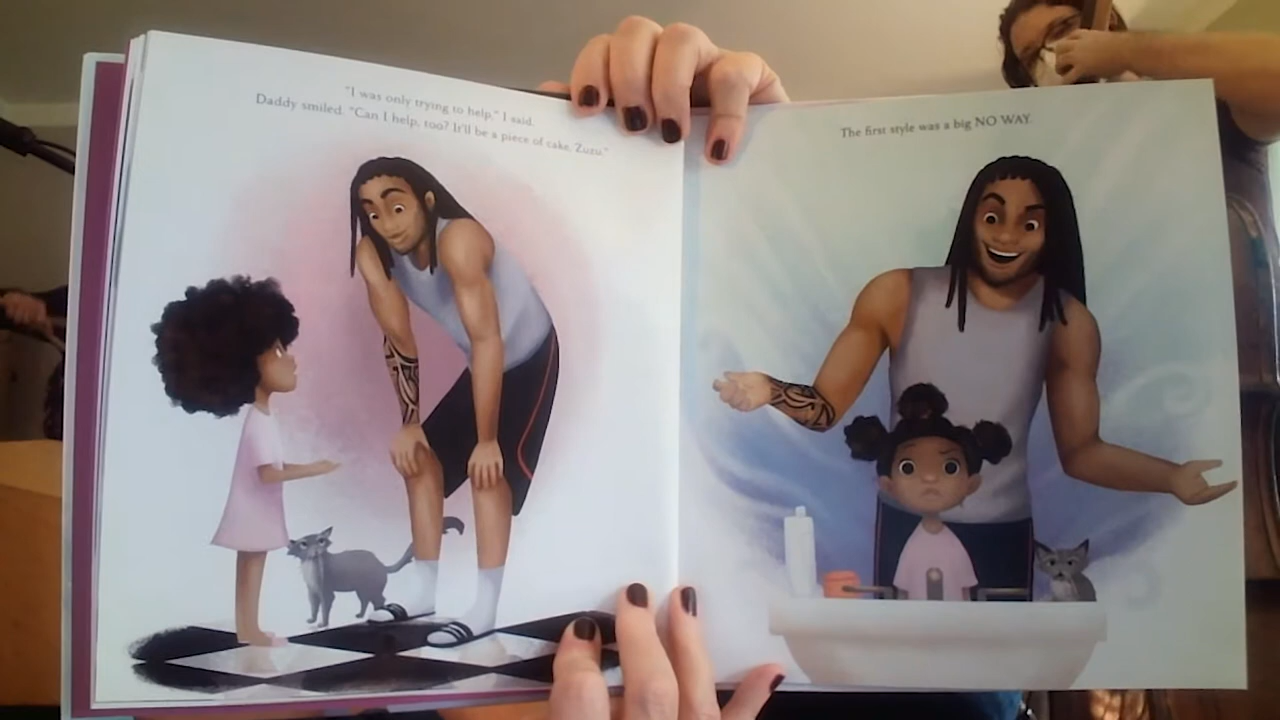 "I was only trying to help," I said.
Daddy smiled. "Can I help, too? It'll be a piece of cake, Zuzu."
The first style was a big NO WAY.